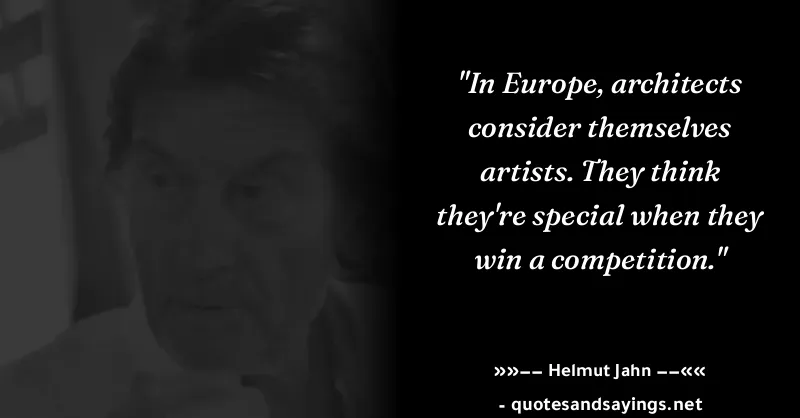 "In Europe, architects
consider themselves
artists. They think
they're special when they
win a competition."
»»–– Helmut Jahn ––««
- quotesandsayings.net